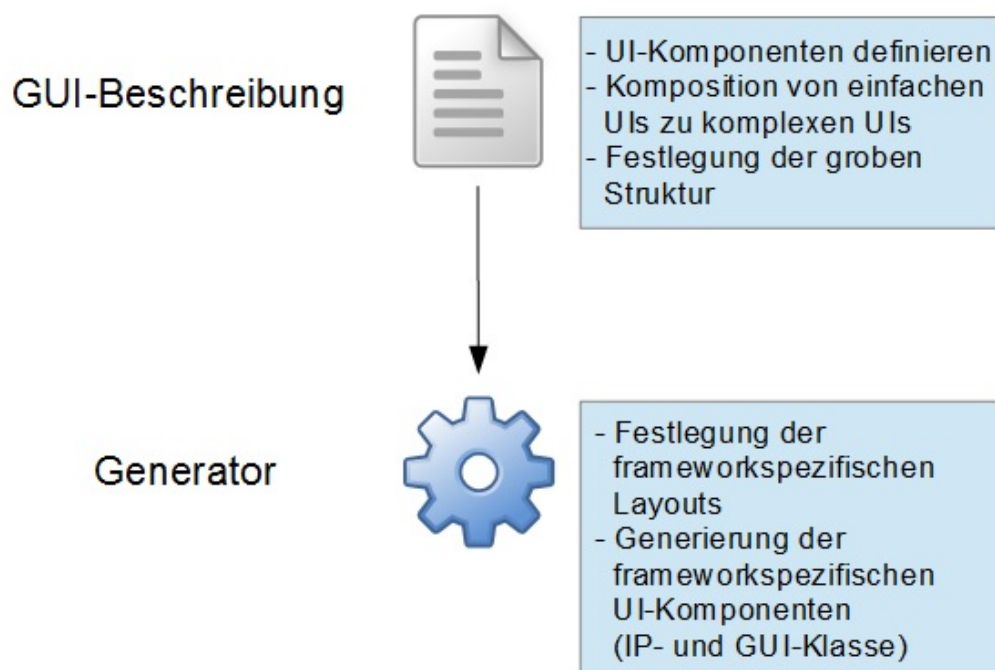 GUI-Beschreibung
- UI-Komponenten definieren
- Komposition von einfachen
UIs zu komplexen UIs
- Festlegung der groben
Struktur
Generator
- Festlegung der
frameworkspezifischen
Layouts
- Generierung der
frameworkspezifischen
UI-Komponenten
(IP- und GUI-Klasse)